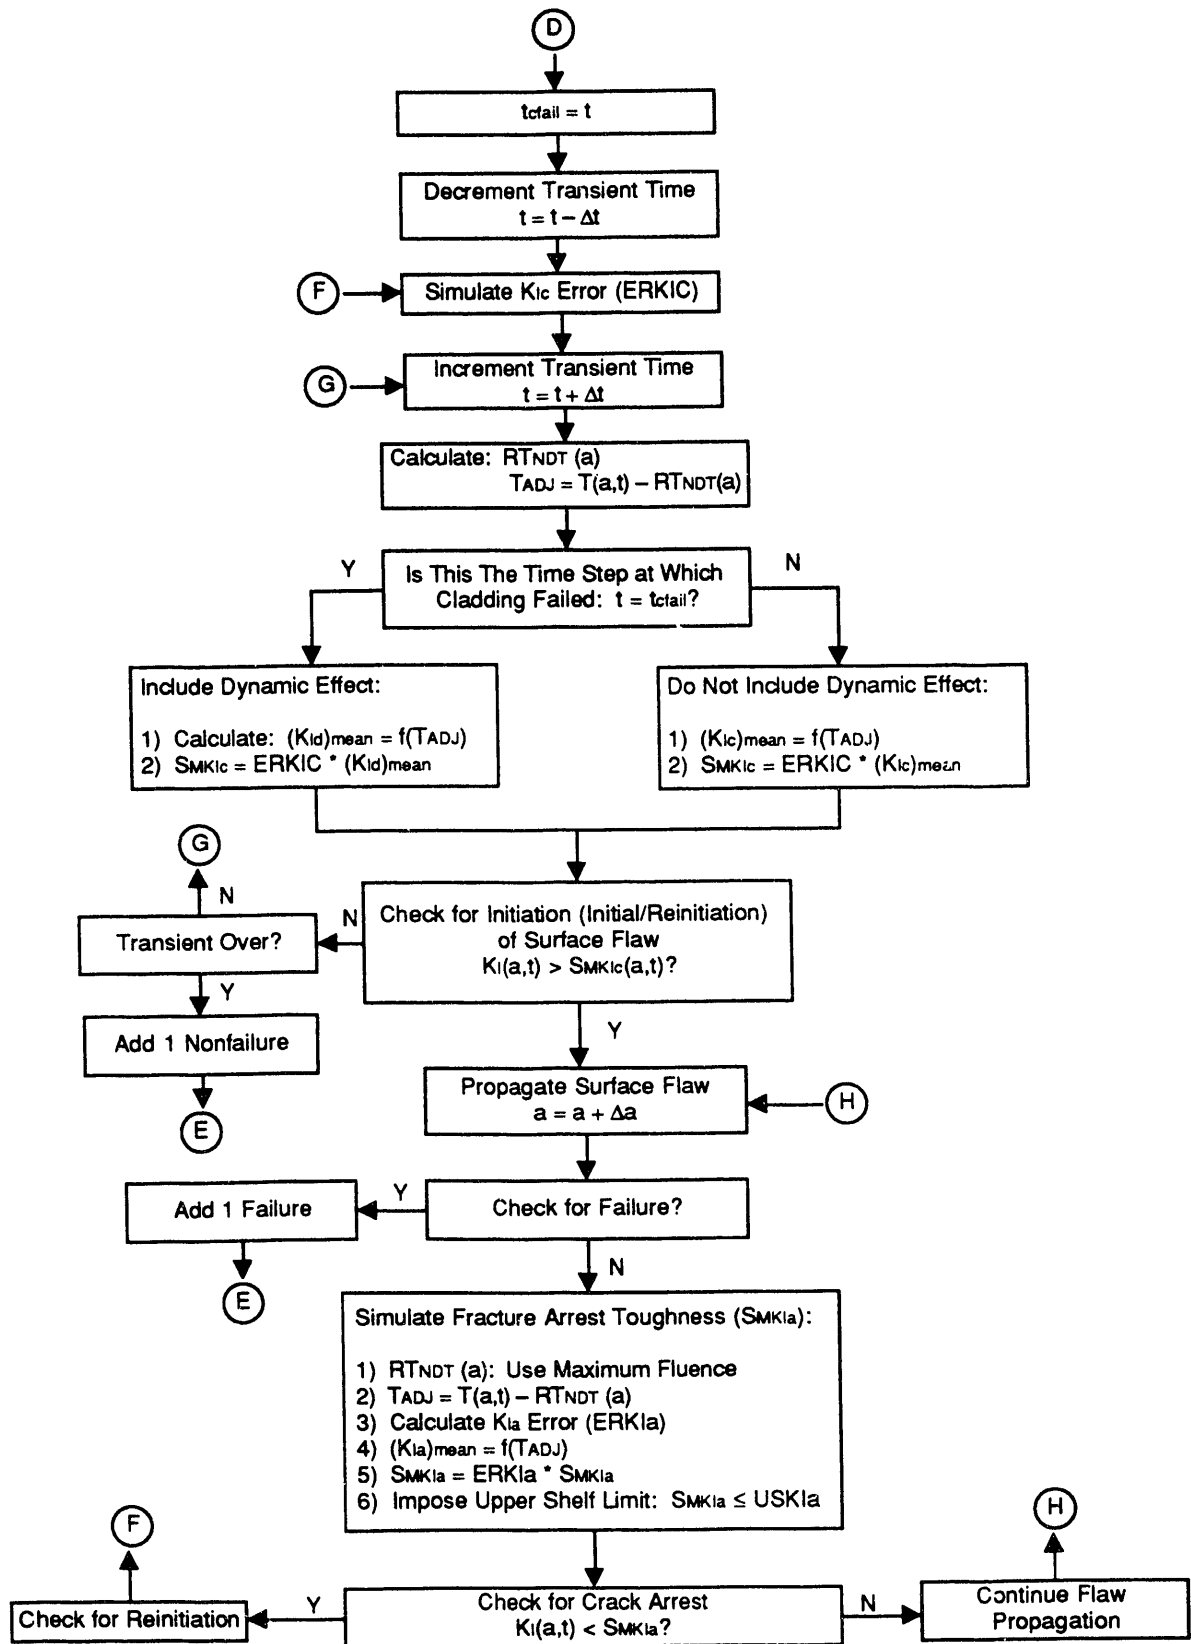 D
tcfail = t
Decrement Transient Time
t = t – Δt
F
Simulate KIc Error (ERKIC)
G
Increment Transient Time
t = t + Δt
Calculate: RTNDT (a)
TADJ = T(a,t) – RTNDT(a)
Y
Is This The Time Step at Which
Cladding Failed: t = tcfail?
N
Include Dynamic Effect:
1) Calculate: (KId)mean = f(TADJ)
2) SMKIc = ERKIC * (KId)mean
Do Not Include Dynamic Effect:
1) (KIc)mean = f(TADJ)
2) SMKIc = ERKIC * (KIc)mean
G
N
Transient Over?
N
Check for Initiation (Initial/Reinitiation)
of Surface Flaw
KI(a,t) > SMKIc(a,t)?
Y
Add 1 Nonfailure
E
Y
Propagate Surface Flaw
a = a + Δa
H
Add 1 Failure
Y
Check for Failure?
E
N
Simulate Fracture Arrest Toughness (SMKIa):
1) RTNDT (a): Use Maximum Fluence
2) TADJ = T(a,t) – RTNDT (a)
3) Calculate KIa Error (ERKIa)
4) (KIa)mean = f(TADJ)
5) SMKIa = ERKIa * SMKIa
6) Impose Upper Shelf Limit: SMKIa ≤ USKIa
F
H
Check for Reinitiation
Y
Check for Crack Arrest
KI(a,t) < SMKIa?
N
Continue Flaw
Propagation